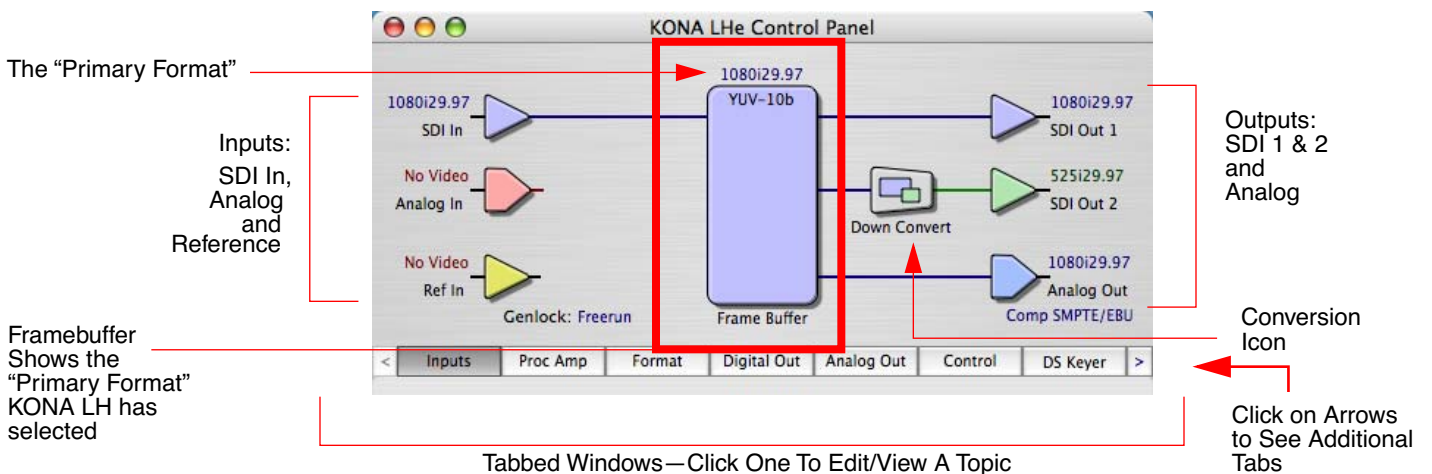 KONA LHe Control Panel
The “Primary Format”
1080i29.97
YUV-10b
1080i29.97
SDI In
1080i29.97
SDI Out 1
Inputs:
SDI In,
Analog
and
Reference
Outputs:
SDI 1 & 2
and
Analog
No Video
Analog In
525i29.97
SDI Out 2
Down Convert
No Video
Ref In
1080i29.97
Analog Out
Genlock: Freerun
Frame Buffer
Comp SMPTE/EBU
Conversion
Icon
Framebuffer
Shows the
“Primary Format”
KONA LH has
selected
< Inputs Proc Amp Format Digital Out Analog Out Control DS Keyer >
Click on Arrows
to See Additional
Tabs
Tabbed Windows—Click One To Edit/View A Topic